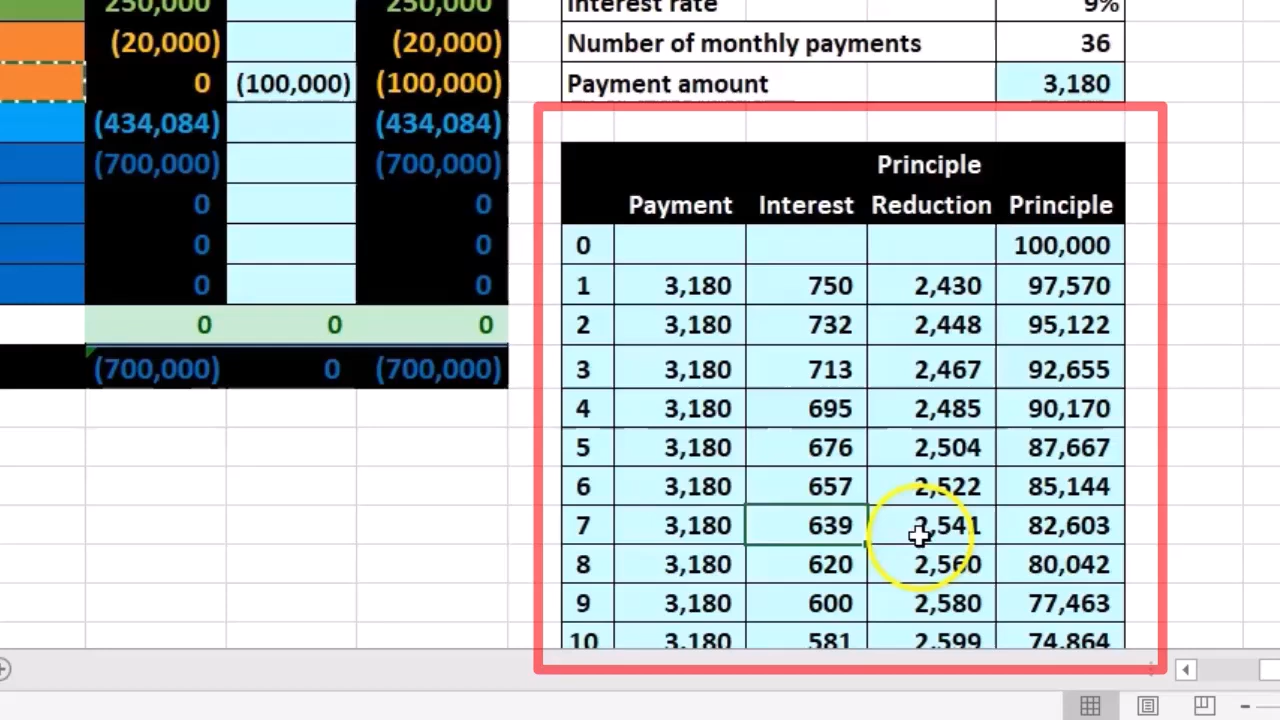 250,000 250,000 Interest rate 9%
(20,000) (20,000) Number of monthly payments 36
0 (100,000) (100,000) Payment amount 3,180
(434,084) (434,084)
(700,000) (700,000) Principle
0 0 Payment Interest Reduction Principle
0 0 0 100,000
0 0 1 3,180 750 2,430 97,570
0 0 0 2 3,180 732 2,448 95,122
(700,000) 0 (700,000) 3 3,180 713 2,467 92,655
4 3,180 695 2,485 90,170
5 3,180 676 2,504 87,667
6 3,180 657 2,522 85,144
7 3,180 639 2,541 82,603
8 3,180 620 2,560 80,042
9 3,180 600 2,580 77,463
10 3,180 581 2,599 74,864